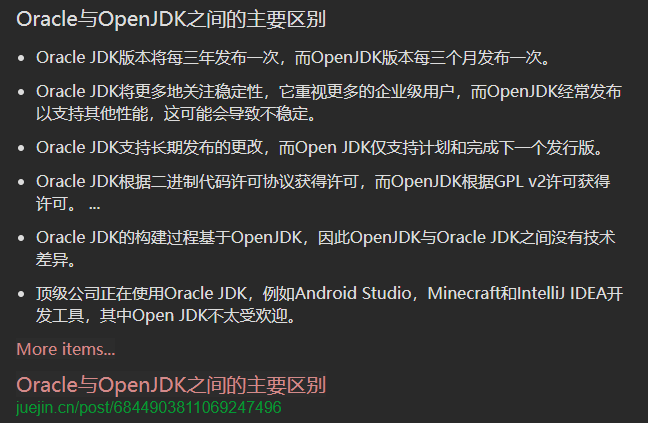 Oracle与OpenJDK之间的主要区别
Oracle JDK版本将每三年发布一次，而OpenJDK版本每三个月发布一次。
Oracle JDK将更多地关注稳定性，它重视更多的企业级用户，而OpenJDK经常发布
以支持其他性能，这可能会导致不稳定。
Oracle JDK支持长期发布的更改，而Open JDK仅支持计划和完成下一个发行版。
Oracle JDK根据二进制代码许可协议获得许可，而OpenJDK根据GPL v2许可获得
许可。 ...
Oracle JDK的构建过程基于OpenJDK，因此OpenJDK与Oracle JDK之间没有技术
差异。
顶级公司正在使用Oracle JDK，例如Android Studio，Minecraft和IntelliJ IDEA开
发工具，其中Open JDK不太受欢迎。
More items...
Oracle与OpenJDK之间的主要区别
juejin.cn/post/6844903811069247496